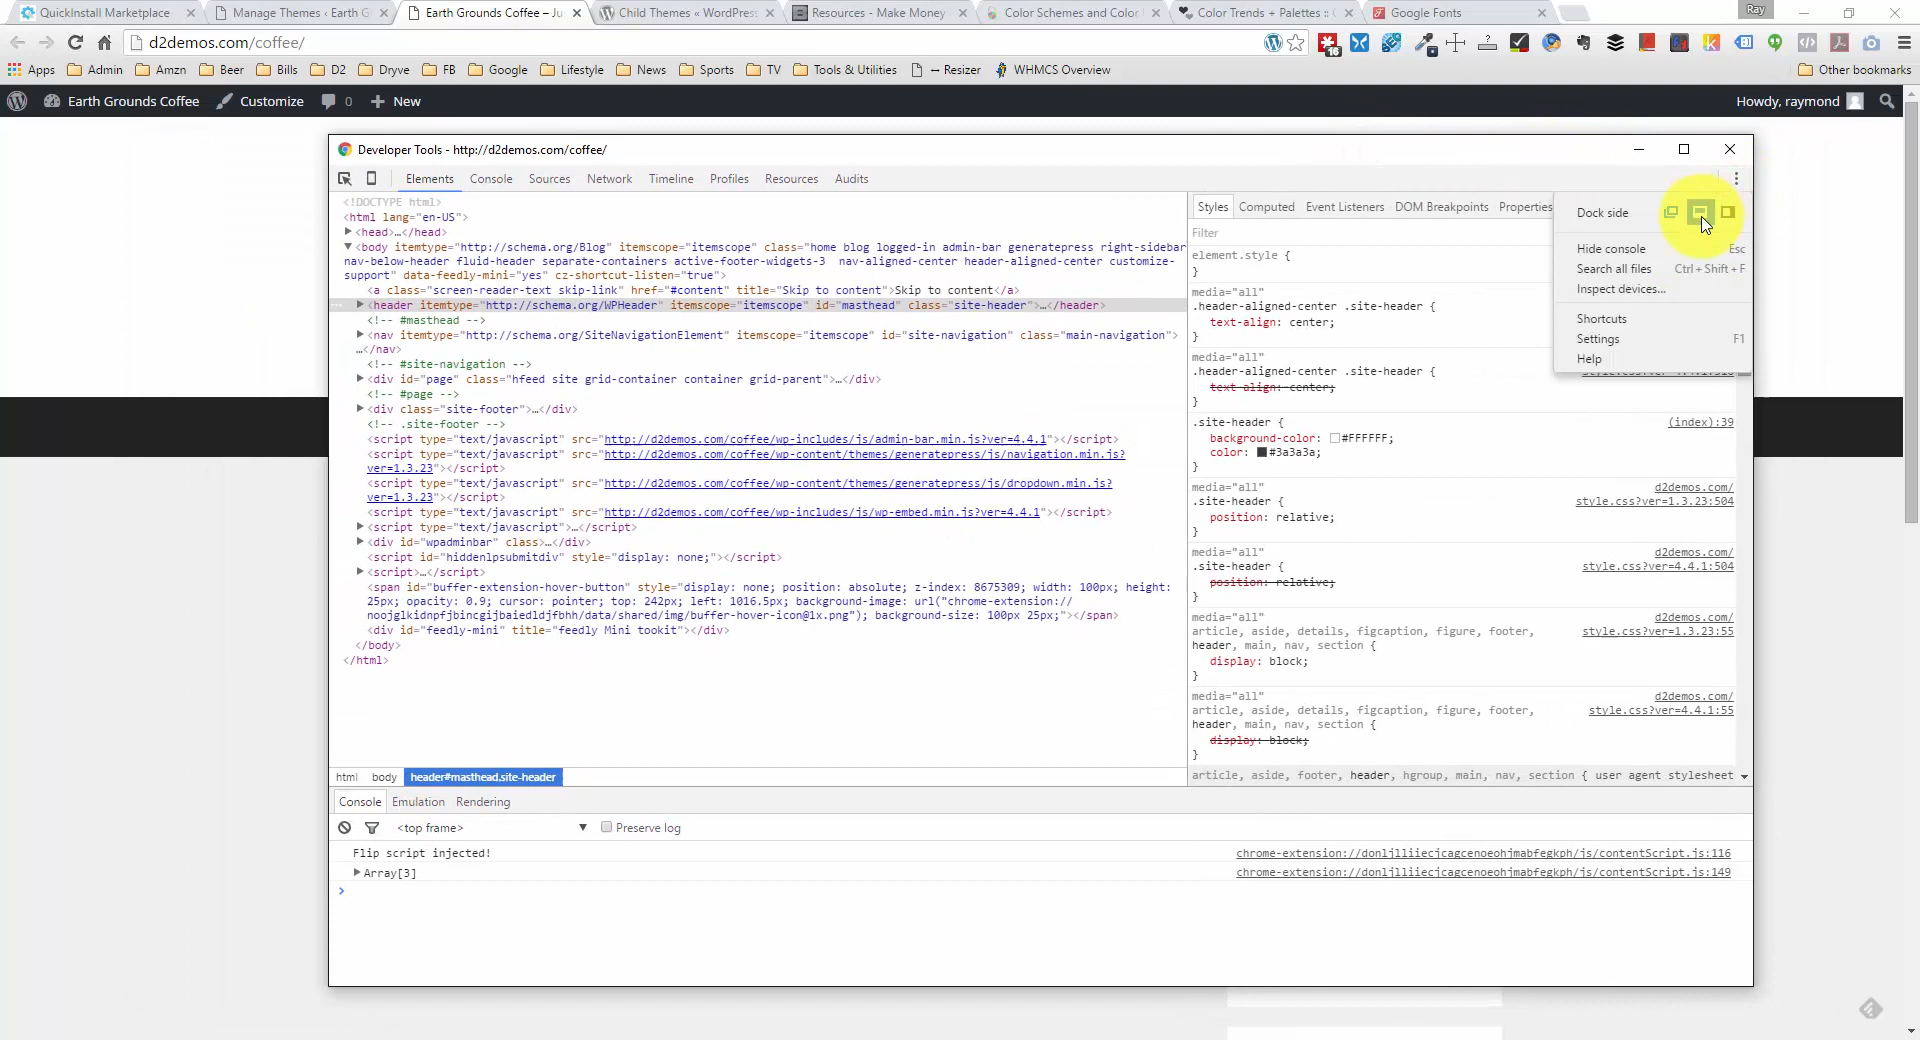 QuickInstall Marketplace
Manage Themes ‹ Earth G
Earth Grounds Coffee – Ju
Child Themes « WordPress
Resources - Make Money
Color Schemes and Color
Color Trends + Palettes ::
Google Fonts
Ray
d2demos.com/coffee/
16
Apps Admin Amzn Beer Bills D2 Dryve FB Google Lifestyle News Sports TV Tools & Utilities ↔ Resizer WHMCS Overview Other bookmarks
Earth Grounds Coffee Customize 0 New Howdy, raymond
Developer Tools - http://d2demos.com/coffee/
Elements Console Sources Network Timeline Profiles Resources Audits
<!DOCTYPE html>
<html lang="en-US">
<head>…</head>
<body itemtype="http://schema.org/Blog" itemscope="itemscope" class="home blog logged-in admin-bar generatepress right-sidebar
nav-below-header fluid-header separate-containers active-footer-widgets-3  nav-aligned-center header-aligned-center customize-
support" data-feedly-mini="yes" cz-shortcut-listen="true">
<a class="screen-reader-text skip-link" href="#content" title="Skip to content">Skip to content</a>
<header itemtype="http://schema.org/WPHeader" itemscope="itemscope" id="masthead" class="site-header">…</header>
<!-- #masthead -->
<nav itemtype="http://schema.org/SiteNavigationElement" itemscope="itemscope" id="site-navigation" class="main-navigation">
…</nav>
<!-- #site-navigation -->
<div id="page" class="hfeed site grid-container container grid-parent">…</div>
<!-- #page -->
<div class="site-footer">…</div>
<!-- .site-footer -->
<script type="text/javascript" src="http://d2demos.com/coffee/wp-includes/js/admin-bar.min.js?ver=4.4.1"></script>
<script type="text/javascript" src="http://d2demos.com/coffee/wp-content/themes/generatepress/js/navigation.min.js?
ver=1.3.23"></script>
<script type="text/javascript" src="http://d2demos.com/coffee/wp-content/themes/generatepress/js/dropdown.min.js?
ver=1.3.23"></script>
<script type="text/javascript" src="http://d2demos.com/coffee/wp-includes/js/wp-embed.min.js?ver=4.4.1"></script>
<script type="text/javascript">…</script>
<div id="wpadminbar" class>…</div>
<script id="hiddenlpsubmitdiv" style="display: none;"></script>
<script>…</script>
<span id="buffer-extension-hover-button" style="display: none; position: absolute; z-index: 8675309; width: 100px; height:
25px; opacity: 0.9; cursor: pointer; top: 242px; left: 1016.5px; background-image: url("chrome-extension://
noojglkidnpfjbincgijbaiedldjfbhh/data/shared/img/buffer-hover-icon@1x.png"); background-size: 100px 25px;"></span>
<div id="feedly-mini" title="feedly Mini tookit"></div>
</body>
</html>
html body header#masthead.site-header
Styles Computed Event Listeners DOM Breakpoints Properties
Filter
element.style {
}
media="all"
.header-aligned-center .site-header {
text-align: center;
}
media="all"
.header-aligned-center .site-header {
text-align: center;
}
.site-header { (index):39
background-color: #FFFFFF;
color: #3a3a3a;
}
media="all" d2demos.com/
.site-header { style.css?ver=1.3.23:504
position: relative;
}
media="all" d2demos.com/
.site-header { style.css?ver=4.4.1:504
position: relative;
}
media="all" d2demos.com/
article, aside, details, figcaption, figure, footer, style.css?ver=1.3.23:55
header, main, nav, section {
display: block;
}
media="all" d2demos.com/
article, aside, details, figcaption, figure, footer, style.css?ver=4.4.1:55
header, main, nav, section {
display: block;
}
article, aside, footer, header, hgroup, main, nav, section { user agent stylesheet
Dock side
Hide console Esc
Search all files Ctrl + Shift + F
Inspect devices...
Shortcuts
Settings F1
Help
Console Emulation Rendering
<top frame> Preserve log
Flip script injected! chrome-extension://donljlliiecjcagcenoeohjmabfegkph/js/contentScript.js:116
Array[3] chrome-extension://donljlliiecjcagcenoeohjmabfegkph/js/contentScript.js:149
>